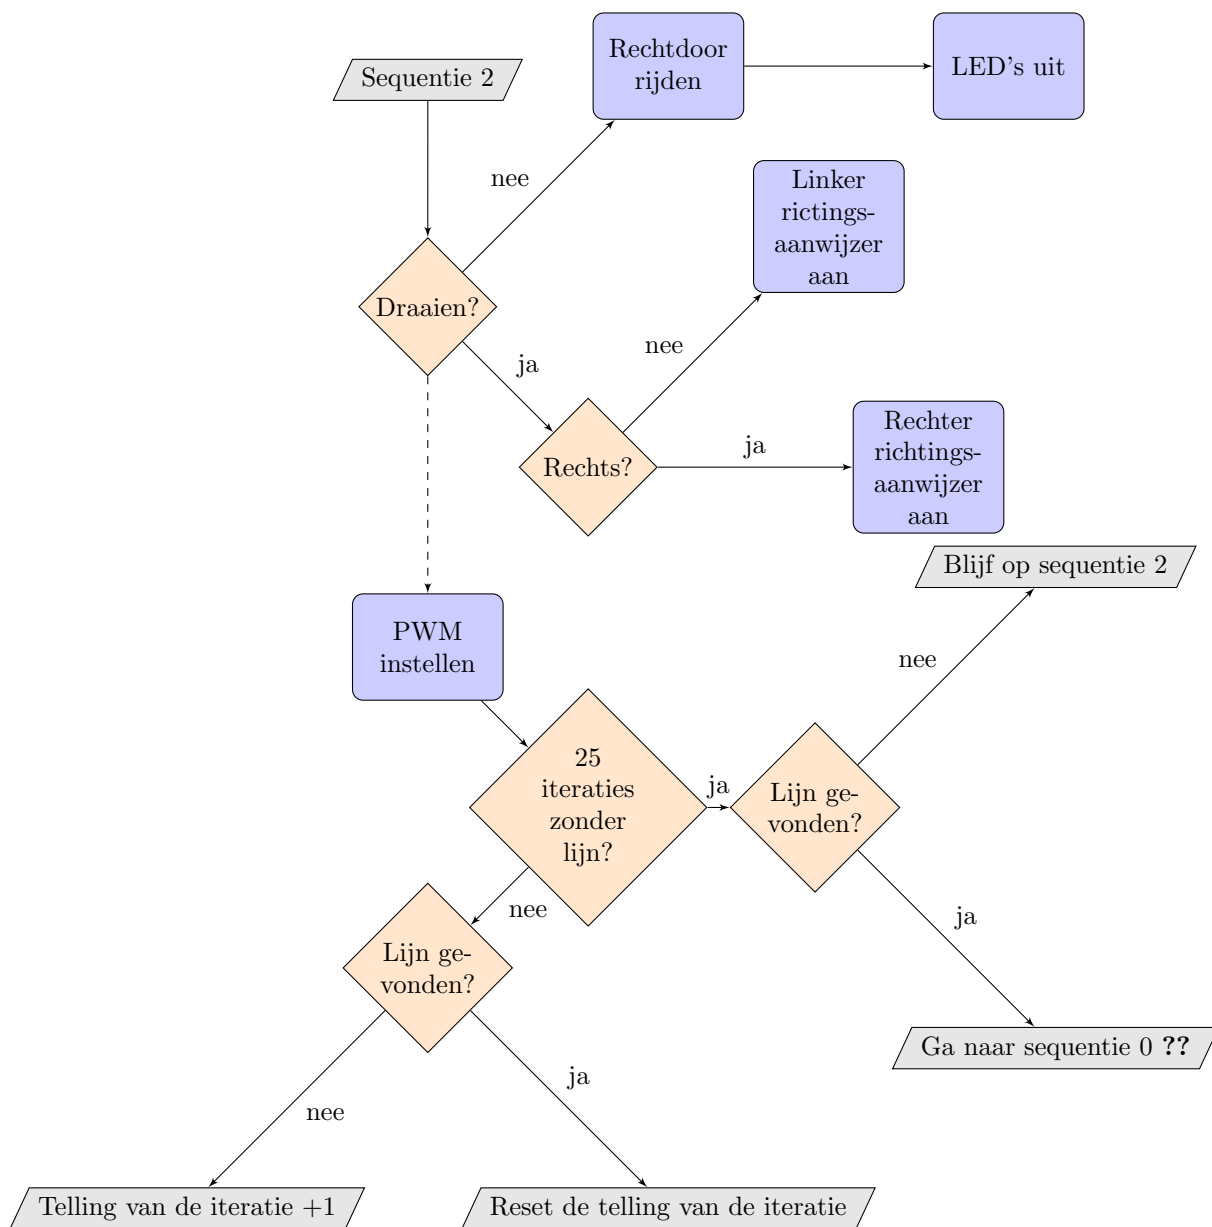 Rechtdoor
rijden
LED's uit
Sequentie 2
nee
Linker
rictings-
aanwijzer
aan
Draaien?
ja
nee
Rechts?
ja
Rechter
richtings-
aanwijzer
aan
Blijf op sequentie 2
PWM
instellen
nee
25
iteraties
zonder
lijn?
ja
Lijn ge-
vonden?
nee
Lijn ge-
vonden?
ja
Ga naar sequentie 0 ??
ja
nee
Telling van de iteratie +1
Reset de telling van de iteratie